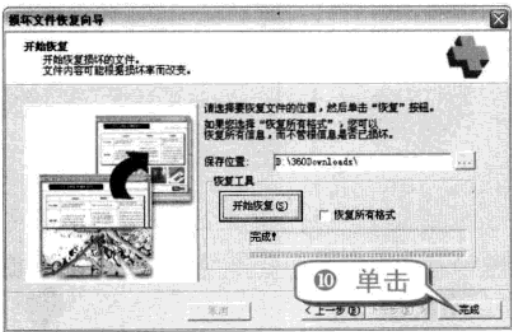 损坏文件恢复向导
开始恢复
开始恢复损坏的文件。
文件内容可能根据损坏率而改变。
请选择要恢复文件的位置，然后单击“恢复”按钮。
如果您选择“恢复所有格式”，您可以
恢复所有信息，而不管根信息是否已损坏。
保存位置：
D:\360Downloads\
...
恢复工具
开始恢复(S)
恢复所有格式
完成！
⑩ 单击
取消
<上一步(B)
完成